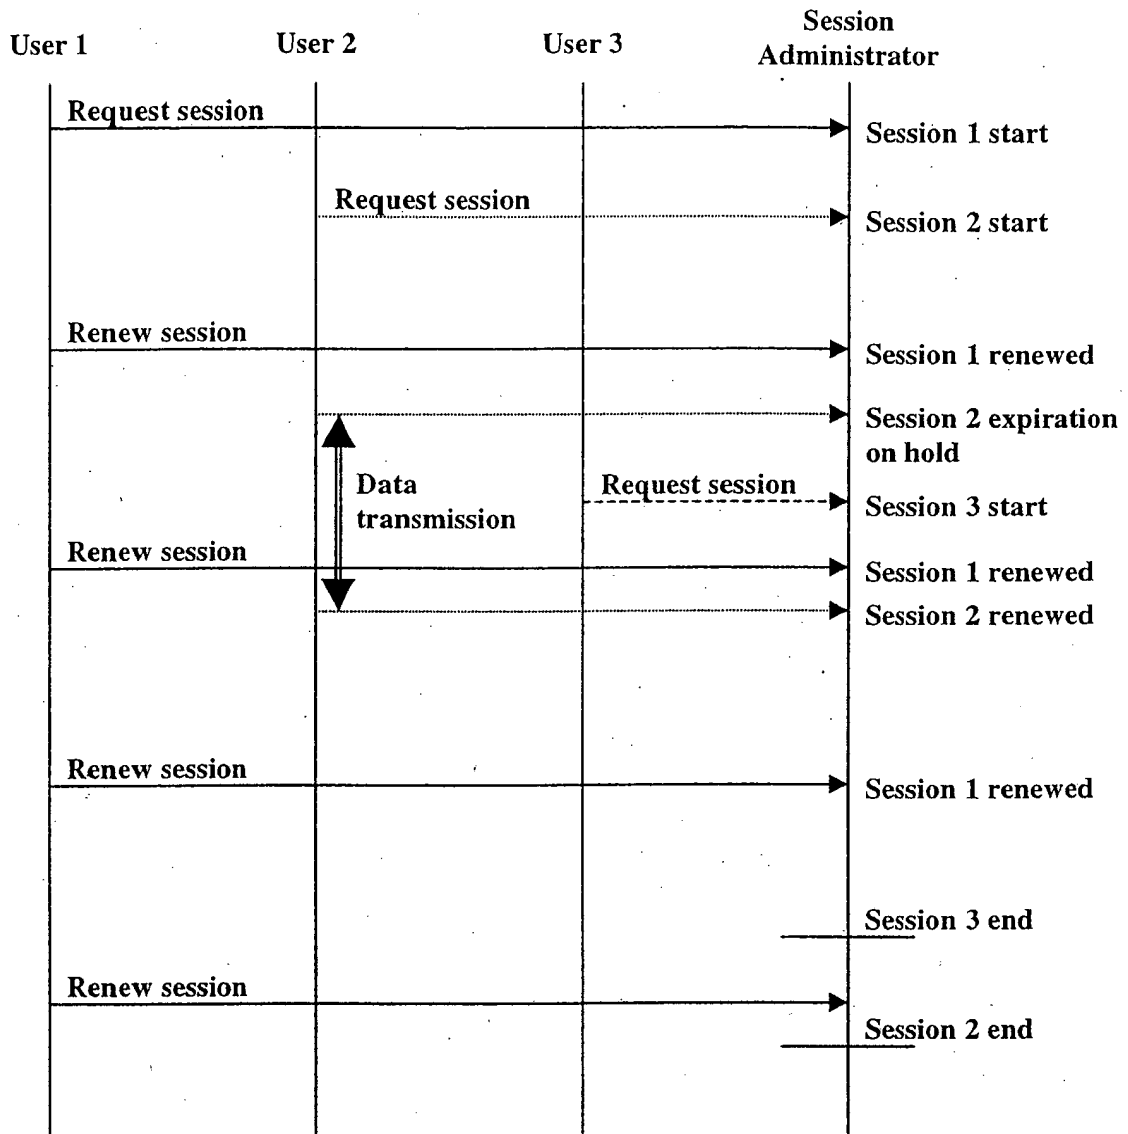 User 1
User 2
User 3
Session
Administrator
Request session
Session 1 start
Request session
Session 2 start
Renew session
Session 1 renewed
Session 2 expiration
on hold
Data
transmission
Request session
Session 3 start
Renew session
Session 1 renewed
Session 2 renewed
Renew session
Session 1 renewed
Session 3 end
Renew session
Session 2 end